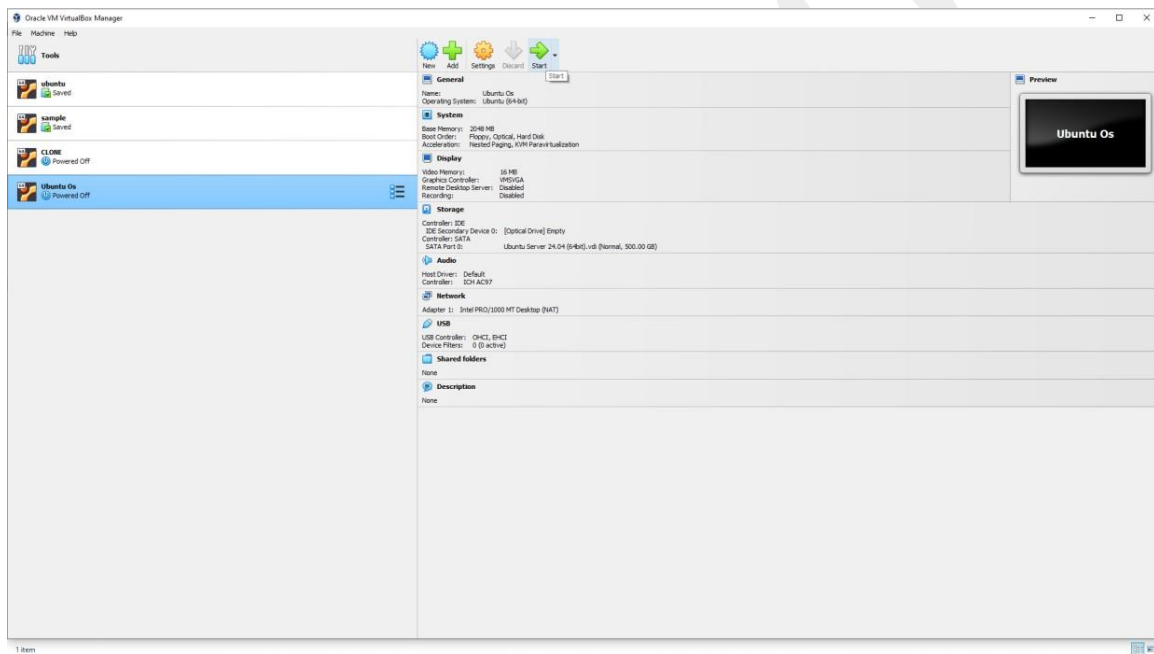 Oracle VM VirtualBox Manager
File Machine Help
Tools
New Add Settings Discard Start
Start
ubuntu
Saved
sample
Saved
CLONE
Powered Off
Ubuntu Os
Powered Off
General
Name: Ubuntu Os
Operating System: Ubuntu (64-bit)
System
Base Memory: 2048 MB
Boot Order: Floppy, Optical, Hard Disk
Acceleration: Nested Paging, KVM Paravirtualization
Display
Video Memory: 16 MB
Graphics Controller: VMSVGA
Remote Desktop Server: Disabled
Recording: Disabled
Storage
Controller: IDE
IDE Secondary Device 0: [Optical Drive] Empty
Controller: SATA
SATA Port 0: Ubuntu Server 24.04 (64bit).vdi (Normal, 500.00 GB)
Audio
Host Driver: Default
Controller: ICH AC97
Network
Adapter 1: Intel PRO/1000 MT Desktop (NAT)
USB
USB Controller: OHCI, EHCI
Device Filters: 0 (0 active)
Shared folders
None
Description
None
Preview
Ubuntu Os
1 item